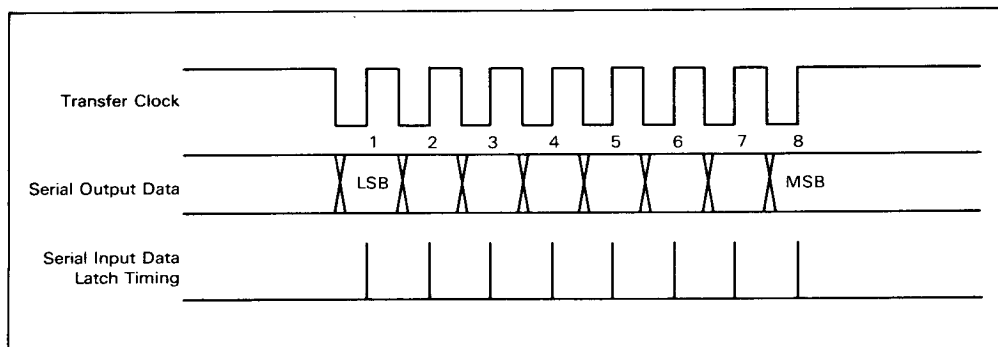 Transfer Clock
1 2 3 4 5 6 7 8
Serial Output Data
LSB
MSB
Serial Input Data
Latch Timing